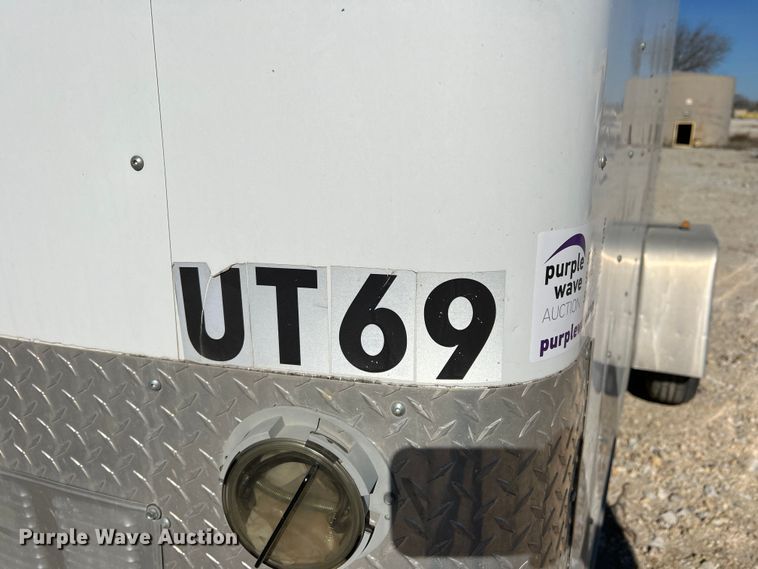 UT69
purple
wave
AUCTION
purplew
Purple Wave Auction